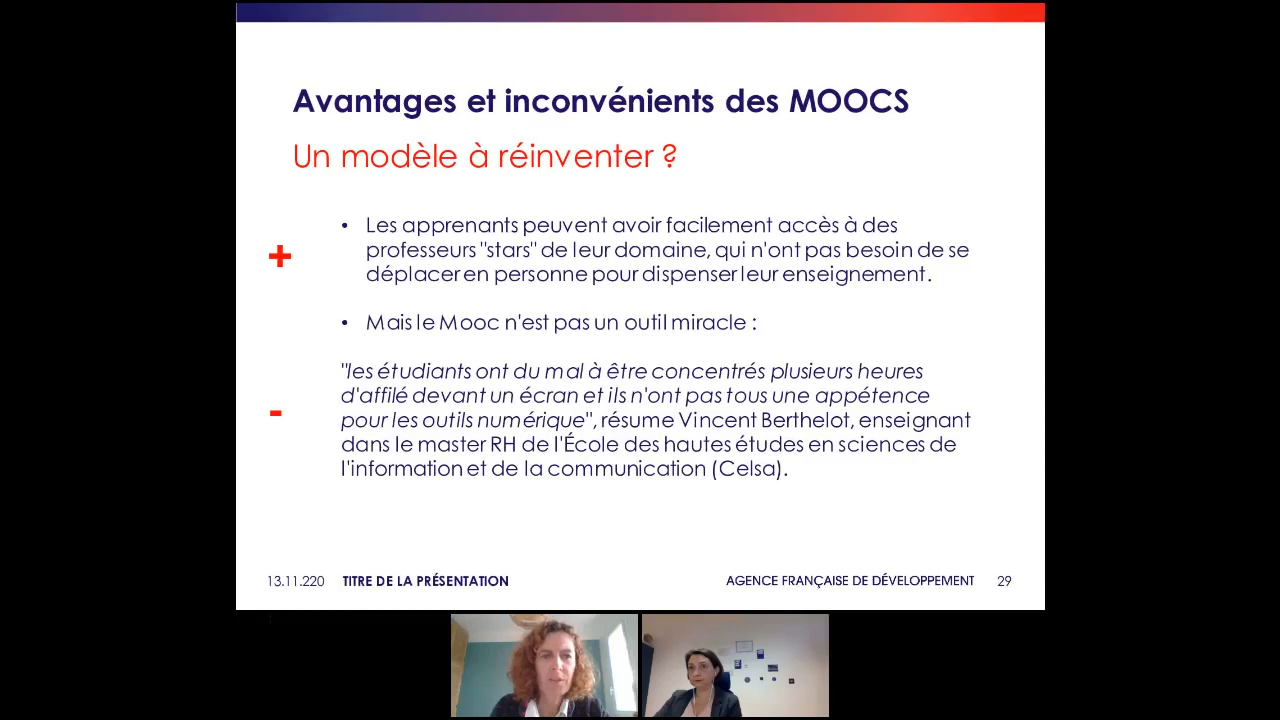 Avantages et inconvénients des MOOCS
Un modèle à réinventer ?
+
• Les apprenants peuvent avoir facilement accès à des
professeurs "stars" de leur domaine, qui n'ont pas besoin de se
déplacer en personne pour dispenser leur enseignement.
• Mais le Mooc n'est pas un outil miracle :
-
"les étudiants ont du mal à être concentrés plusieurs heures
d'affilé devant un écran et ils n'ont pas tous une appétence
pour les outils numérique", résume Vincent Berthelot, enseignant
dans le master RH de l'École des hautes études en sciences de
l'information et de la communication (Celsa).
13.11.220 TITRE DE LA PRÉSENTATION AGENCE FRANÇAISE DE DÉVELOPPEMENT 29